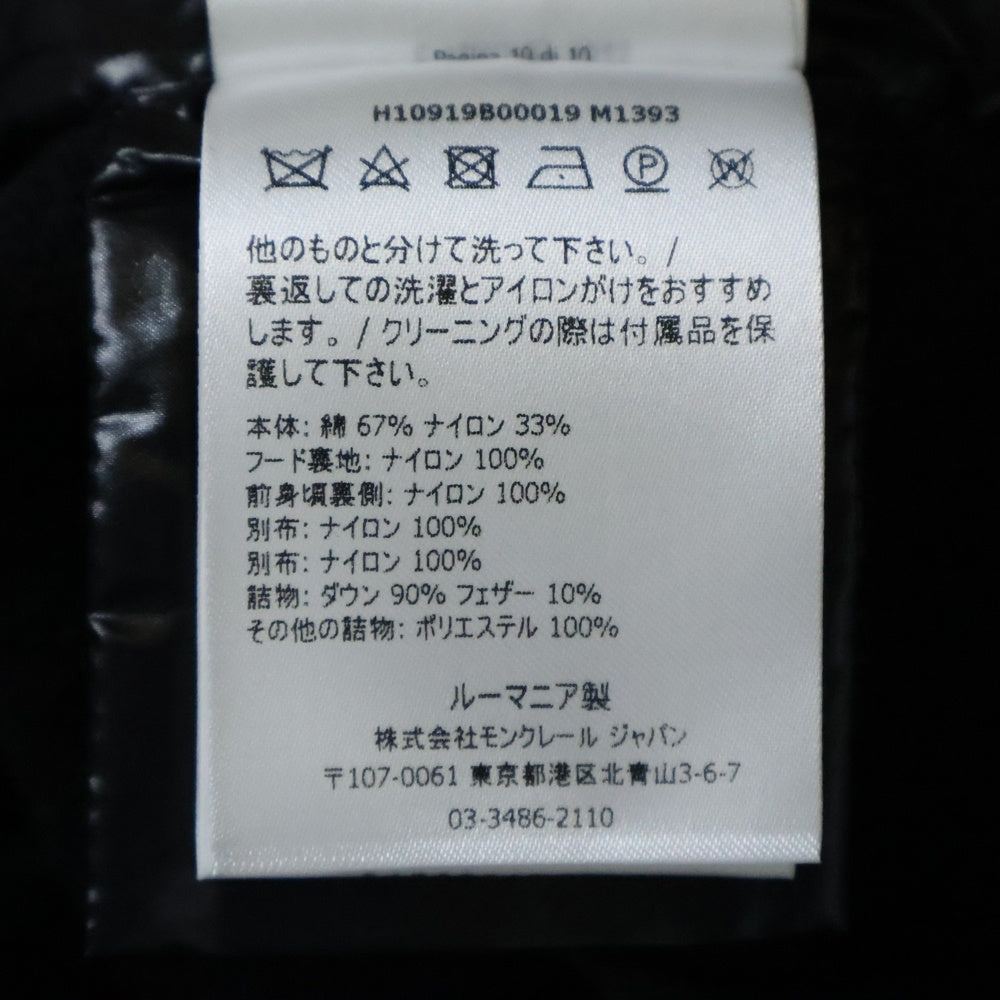 Pagina 10 di 10
H10919B00019 M1393
P
W
他のものと分けて洗って下さい。/
裏返しての洗濯とアイロンがけをおすすめ
します。/ クリーニングの際は付属品を保
護して下さい。
本体: 綿 67% ナイロン 33%
フード裏地: ナイロン 100%
前身頃裏側: ナイロン 100%
別布: ナイロン 100%
別布: ナイロン 100%
詰物: ダウン 90% フェザー 10%
その他の詰物: ポリエステル 100%
ルーマニア製
株式会社モンクレール ジャパン
〒107-0061 東京都港区北青山3-6-7
03-3486-2110